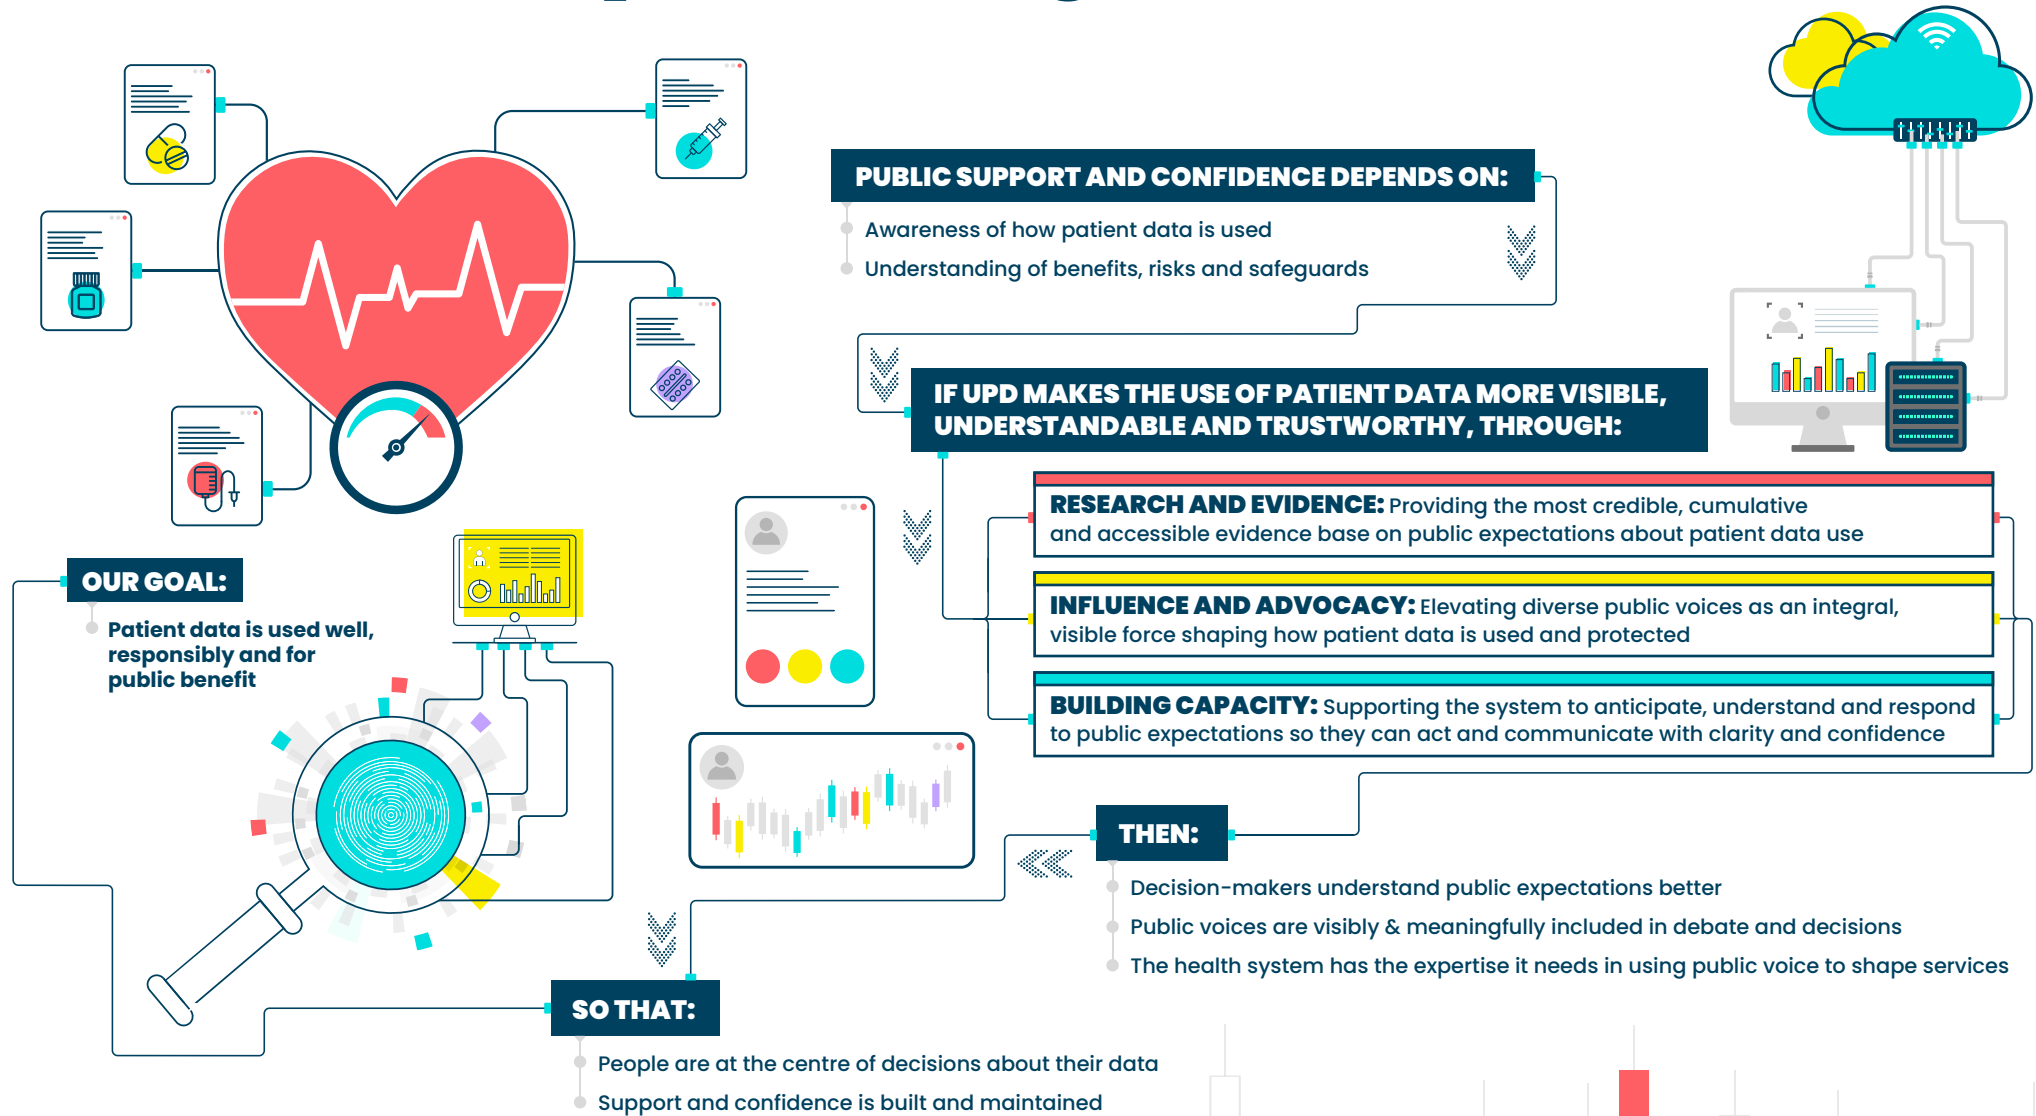 PUBLIC SUPPORT AND CONFIDENCE DEPENDS ON:
Awareness of how patient data is used
Understanding of benefits, risks and safeguards
IF UPD MAKES THE USE OF PATIENT DATA MORE VISIBLE,
UNDERSTANDABLE AND TRUSTWORTHY, THROUGH:
RESEARCH AND EVIDENCE: Providing the most credible, cumulative
and accessible evidence base on public expectations about patient data use
INFLUENCE AND ADVOCACY: Elevating diverse public voices as an integral,
visible force shaping how patient data is used and protected
BUILDING CAPACITY: Supporting the system to anticipate, understand and respond
to public expectations so they can act and communicate with clarity and confidence
THEN:
Decision-makers understand public expectations better
Public voices are visibly & meaningfully included in debate and decisions
The health system has the expertise it needs in using public voice to shape services
SO THAT:
People are at the centre of decisions about their data
Support and confidence is built and maintained
OUR GOAL:
Patient data is used well,
responsibly and for
public benefit